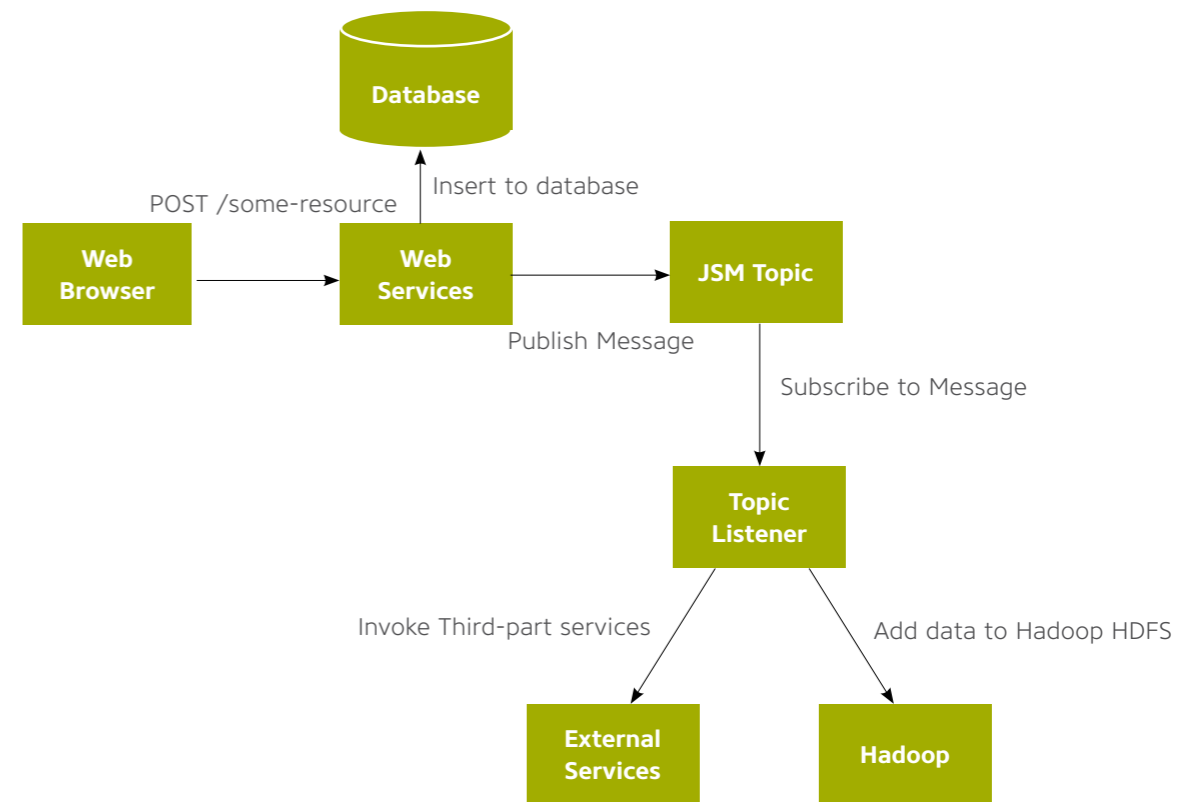 Database
Insert to database
POST /some-resource
Web
Browser
Web
Services
JSM Topic
Publish Message
Subscribe to Message
Topic
Listener
Invoke Third-part services
Add data to Hadoop HDFS
External
Services
Hadoop